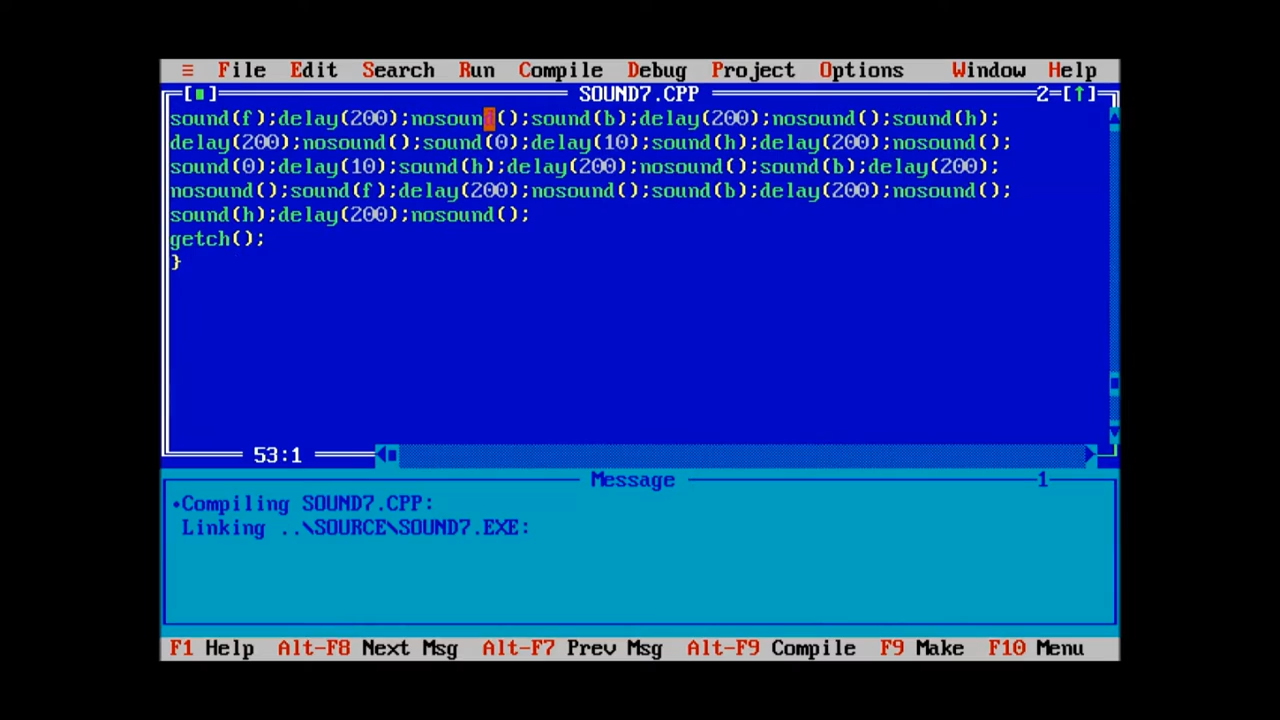 ≡ File Edit Search Run Compile Debug Project Options Window Help
[■] SOUND7.CPP 2=[↑]
sound(f);delay(200);nosound();sound(b);delay(200);nosound();sound(h);
delay(200);nosound();sound(0);delay(10);sound(h);delay(200);nosound();
sound(0);delay(10);sound(h);delay(200);nosound();sound(b);delay(200);
nosound();sound(f);delay(200);nosound();sound(b);delay(200);nosound();
sound(h);delay(200);nosound();
getch();
}
53:1
Message 1
•Compiling SOUND7.CPP:
Linking ..\SOURCE\SOUND7.EXE:
F1 Help Alt-F8 Next Msg Alt-F7 Prev Msg Alt-F9 Compile F9 Make F10 Menu